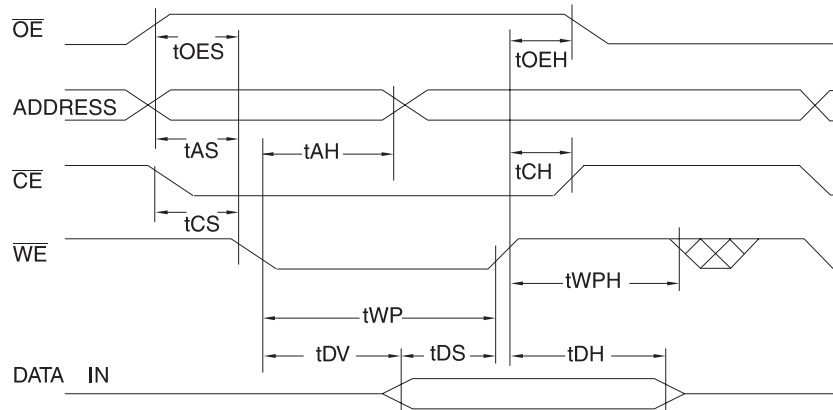 OE
tOES
tOEH
ADDRESS
tAS
tAH
CE
tCH
tCS
WE
tWPH
tWP
tDV
tDS
tDH
DATA IN